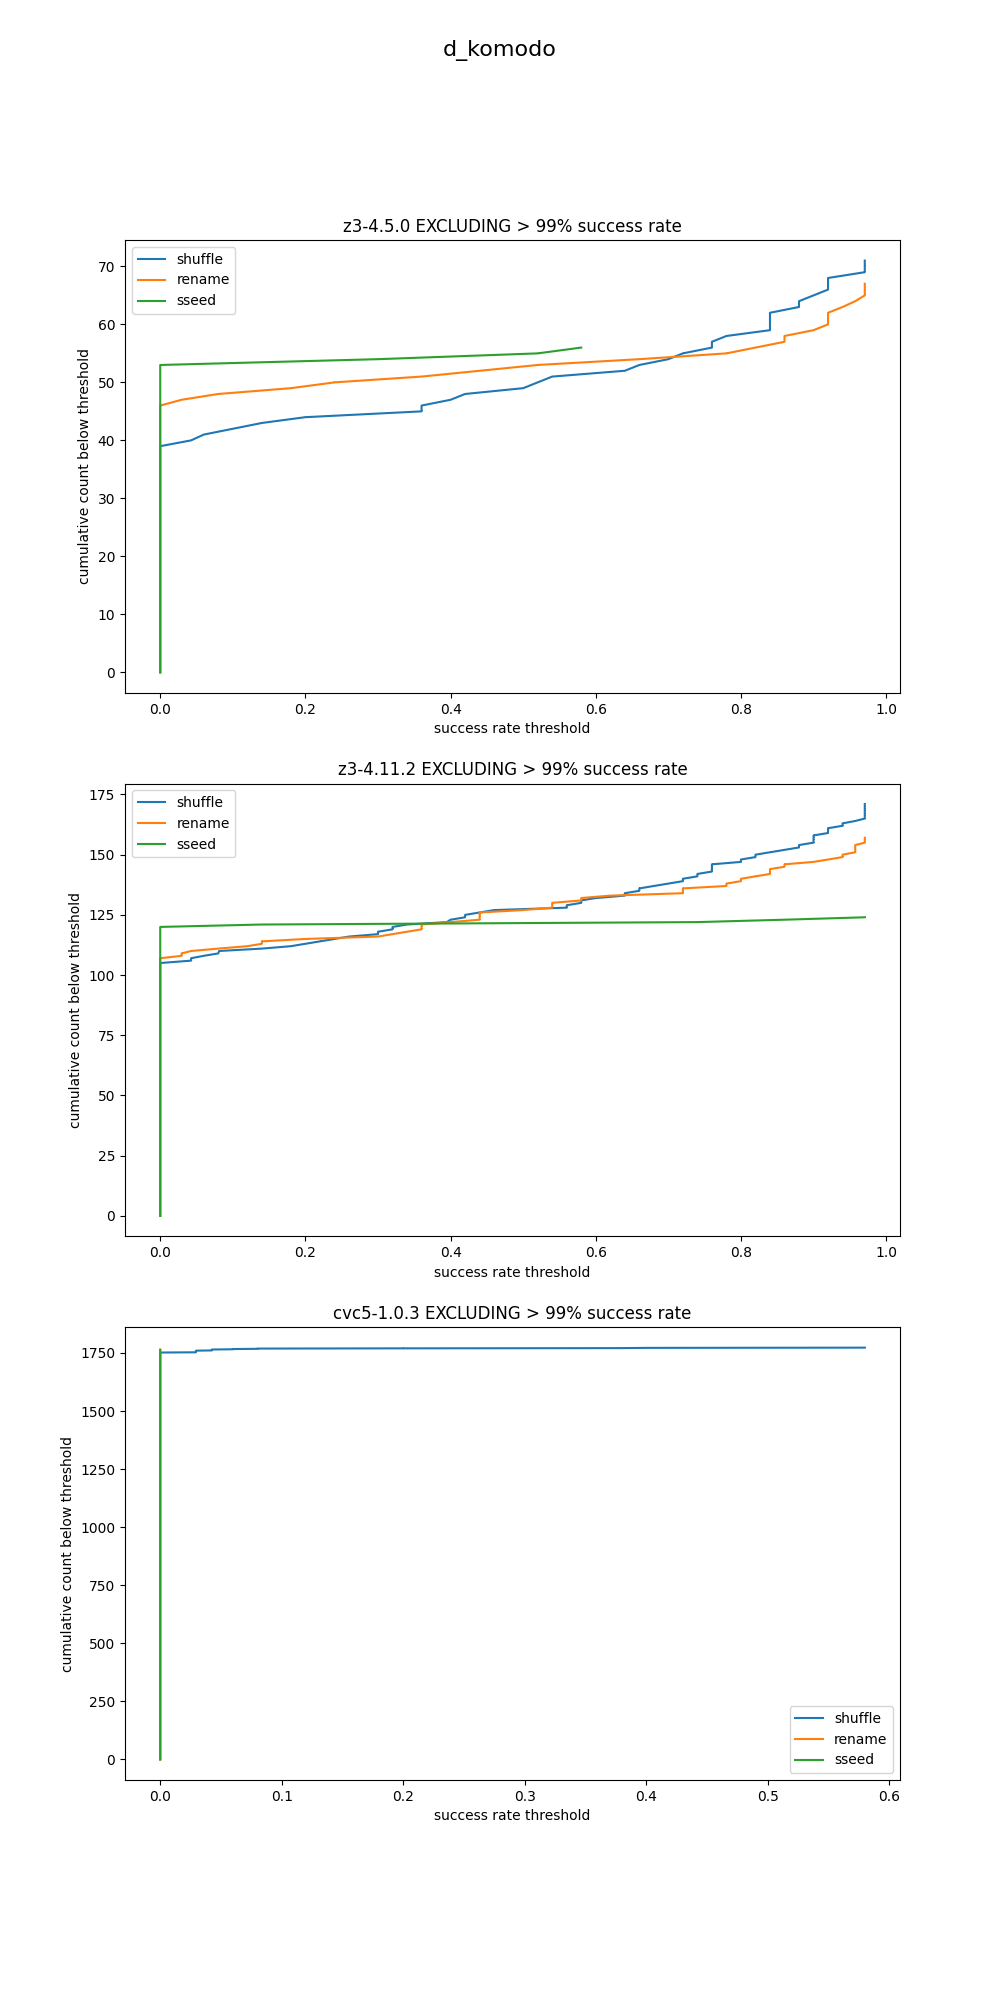 d_komodo
z3-4.5.0 EXCLUDING > 99% success rate
shuffle
rename
sseed
cumulative count below threshold
70
60
50
40
30
20
10
0
0.0 0.2 0.4 0.6 0.8 1.0
success rate threshold
z3-4.11.2 EXCLUDING > 99% success rate
shuffle
rename
sseed
cumulative count below threshold
175
150
125
100
75
50
25
0
0.0 0.2 0.4 0.6 0.8 1.0
success rate threshold
cvc5-1.0.3 EXCLUDING > 99% success rate
cumulative count below threshold
1750
1500
1250
1000
750
500
250
0
shuffle
rename
sseed
0.0 0.1 0.2 0.3 0.4 0.5 0.6
success rate threshold